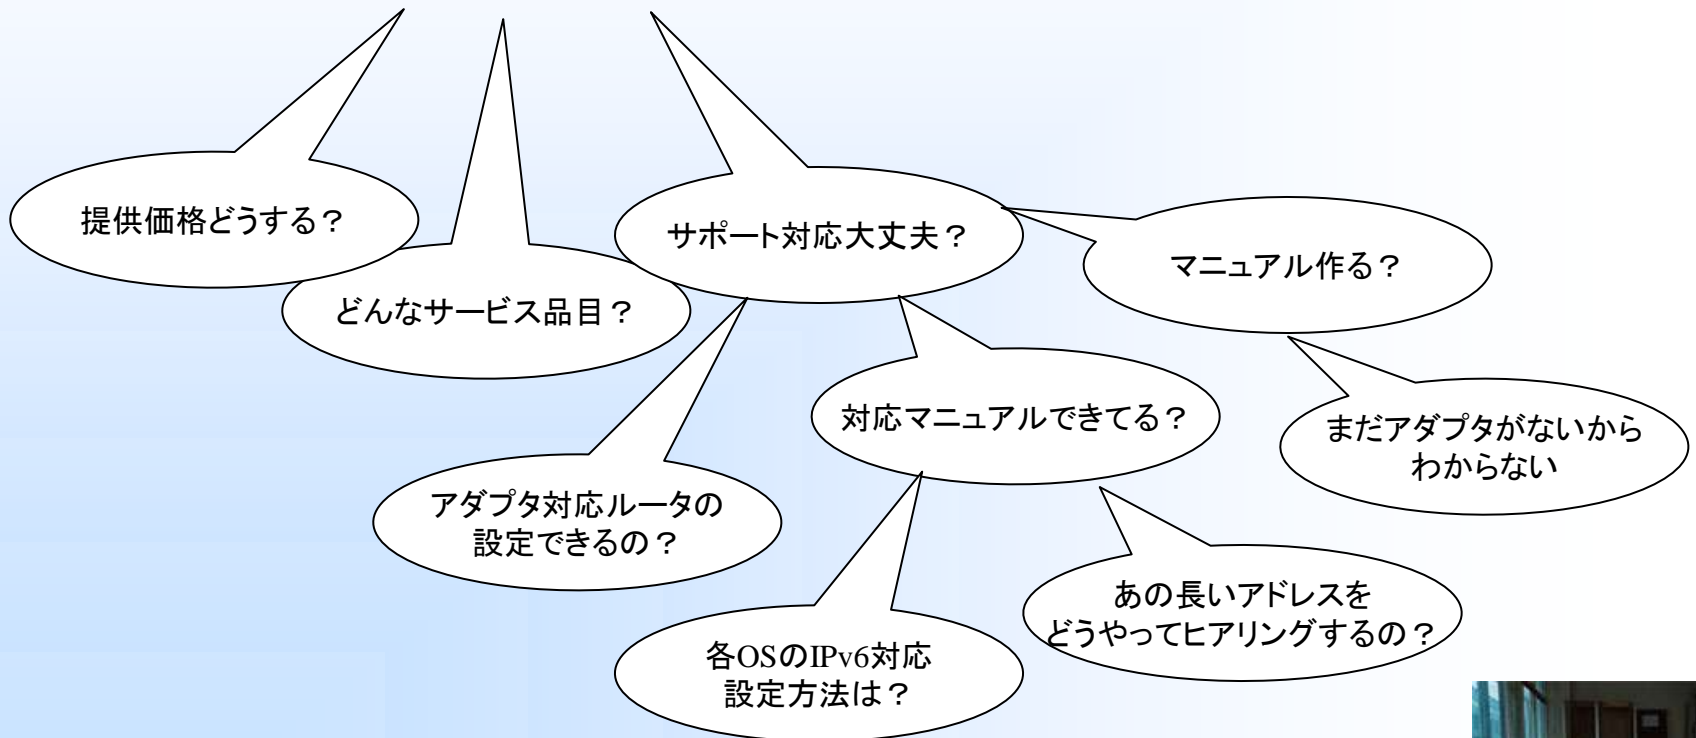 提供価格どうする？
どんなサービス品目？
サポート対応大丈夫？
マニュアル作る？
対応マニュアルできてる？
まだアダプタがないから
わからない
アダプタ対応ルータの
設定できるの？
あの長いアドレスを
どうやってヒアリングするの？
各OSのIPv6対応
設定方法は？